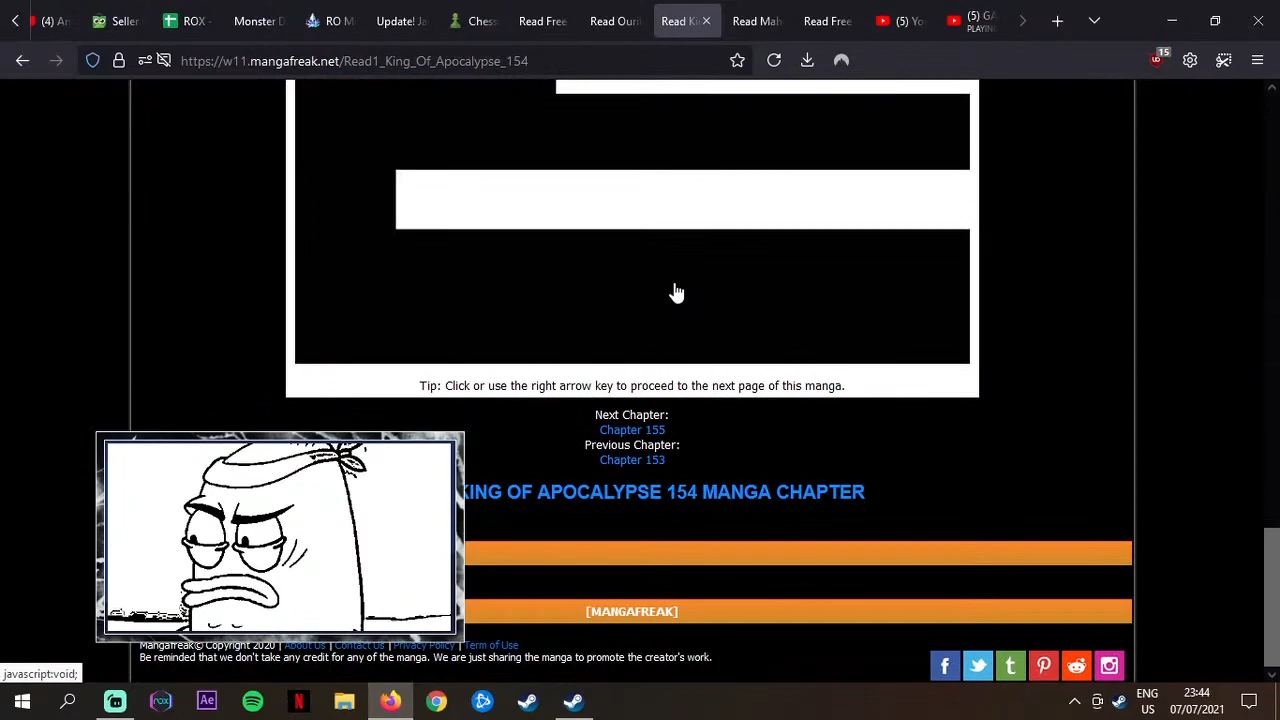 (4) An
Seller
ROX -
Monster D
RO M
Update! Ja
Chess
Read Free
Read Ouri
Read Ki
Read Mah
Read Free
(5) Yo
(5) GA
PLAYING
https://w11.mangafreak.net/Read1_King_Of_Apocalypse_154
15
Tip: Click or use the right arrow key to proceed to the next page of this manga.
Next Chapter:
Chapter 155
Previous Chapter:
Chapter 153
KING OF APOCALYPSE 154 MANGA CHAPTER
[MANGAFREAK]
Mangafreak© Copyright 2020 | About Us | Contact Us | Privacy Policy | Term of Use
Be reminded that we don't take any credit for any of the manga. We are just sharing the manga to promote the creator's work.
javascript:void;
ENG
US
23:44
07/07/2021